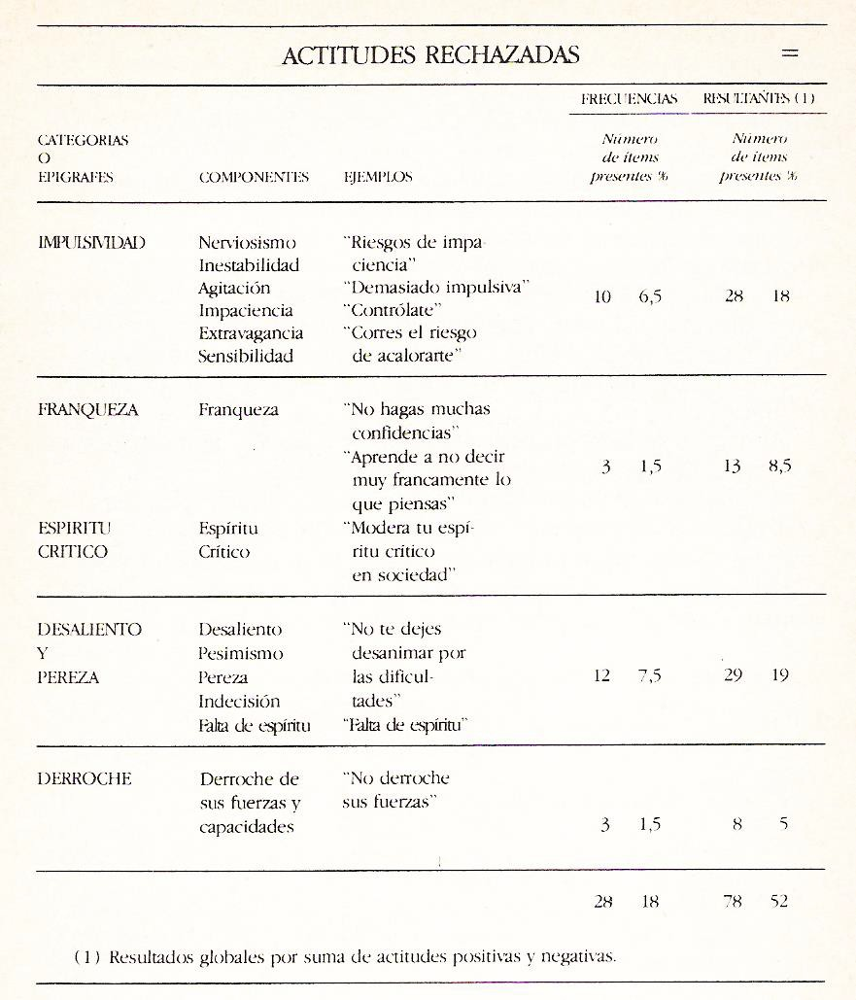 ACTITUDES RECHAZADAS =
FRECUENCIAS RESULTANTES (1)
CATEGORIAS
O
EPIGRAFES
COMPONENTES
EJEMPLOS
Número
de ítems
presentes %
Número
de ítems
presentes %
IMPULSIVIDAD Nerviosismo "Riesgos de impa-
Inestabilidad ciencia"
Agitación "Demasiado impulsiva"
10 6,5 28 18
Impaciencia "Contrólate"
Extravagancia "Corres el riesgo
Sensibilidad de acalorarte"
FRANQUEZA Franqueza "No hagas muchas
confidencias"
"Aprende a no decir
3 1,5 13 8,5
muy francamente lo
que piensas"
ESPIRITU Espíritu "Modera tu espí-
CRITICO Crítico ritu crítico
en sociedad"
DESALIENTO Desaliento "No te dejes
Y Pesimismo desanimar por
PEREZA Pereza las dificul- 12 7,5 29 19
Indecisión tades"
Falta de espíritu "Falta de espíritu"
DERROCHE Derroche de "No derroche
sus fuerzas y sus fuerzas"
capacidades 3 1,5 8 5
28 18 78 52
(1) Resultados globales por suma de actitudes positivas y negativas.